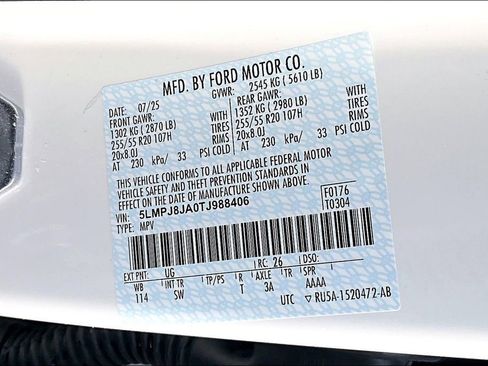 MFD. BY FORD MOTOR CO.
DATE: 07/25 GVWR: 2545 KG ( 5610 LB)
FRONT GAWR: REAR GAWR:
1302 KG ( 2870 LB) WITH 1352 KG ( 2980 LB) WITH
255/55 R20 107H TIRES 255/55 R20 107H TIRES
20x8.0J RIMS 20x8.0J RIMS
AT 230 kPa/ 33 PSI COLD AT 230 kPa/ 33 PSI COLD
THIS VEHICLE CONFORMS TO ALL APPLICABLE FEDERAL MOTOR
VEHICLE SAFETY AND THEFT PREVENTION STANDARDS IN
EFFECT ON THE DATE OF MANUFACTURE SHOWN ABOVE.
VIN: 5LMPJ8JA0TJ988406 F0176
TYPE: MPV T0304
EXT PNT: UG RC: 26 DSO:
WB INT TR TP/PS R AXLE TR SPR
114 SW T 3A AAAA
UTC ▽ RU5A-1520472-AB